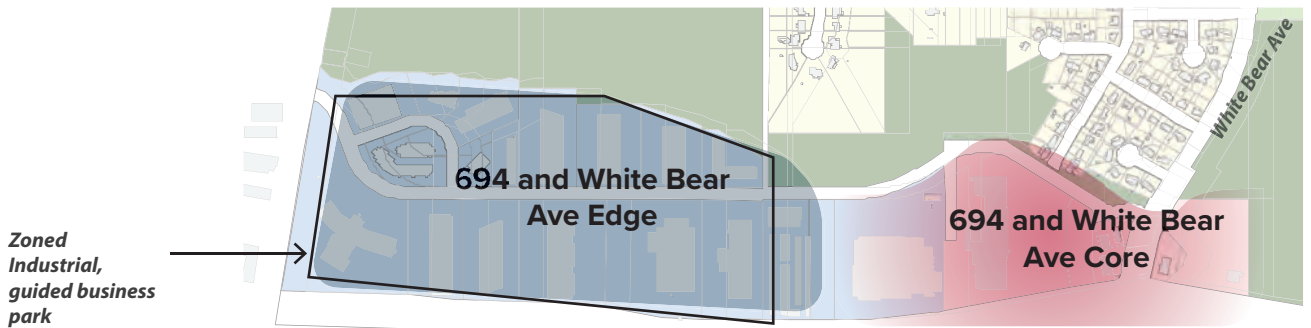 White Bear Ave
694 and White Bear
Ave Edge
694 and White Bear
Ave Core
Zoned
Industrial,
guided business
park